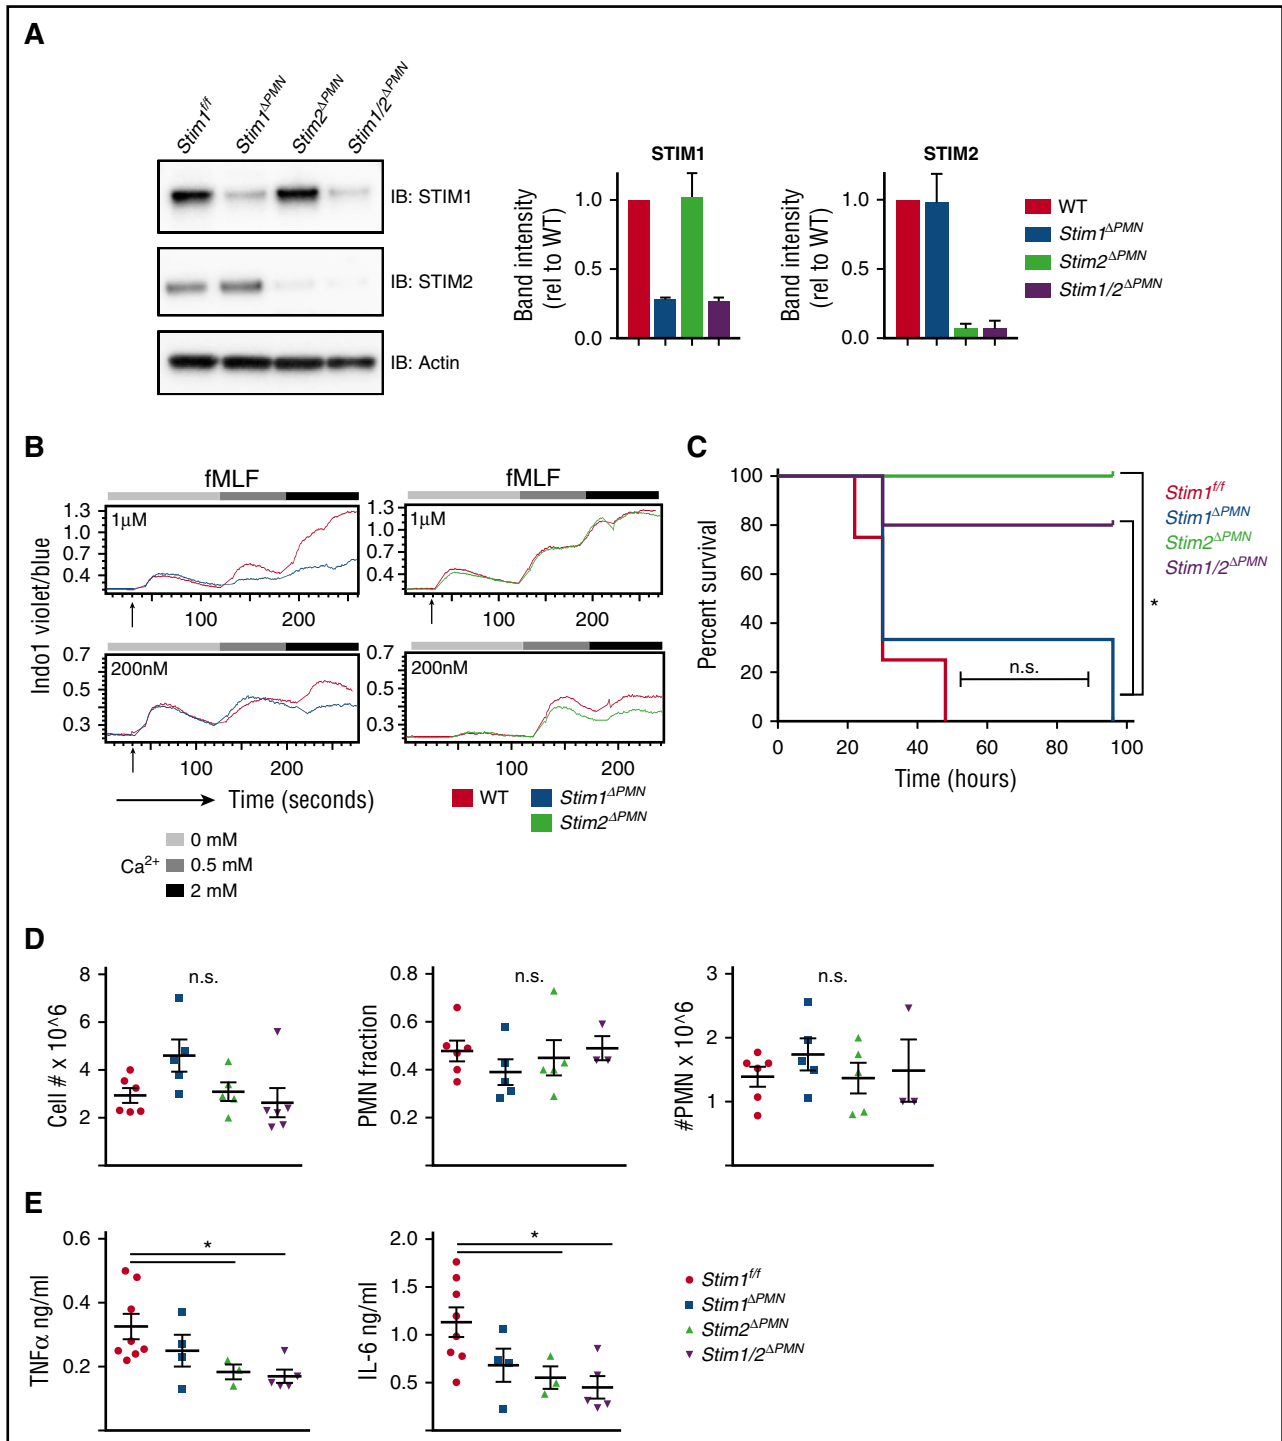 A
Stim1f/f
Stim1ΔPMN
Stim2ΔPMN
Stim1/2ΔPMN
IB: STIM1
IB: STIM2
IB: Actin
STIM1
Band intensity
(rel to WT)
1.0
0.5
0.0
STIM2
Band intensity
(rel to WT)
1.0
0.5
0.0
WT
Stim1ΔPMN
Stim2ΔPMN
Stim1/2ΔPMN
B
fMLF
fMLF
Indo1 violet/blue
1.3
1.0
0.7
0.4
1μM
100
200
1.3
1.0
0.7
0.4
1μM
100
200
0.7
0.5
0.3
200nM
100
200
0.7
0.5
0.3
200nM
100
200
Time (seconds)
WT
Stim1ΔPMN
Stim2ΔPMN
Ca2+
0 mM
0.5 mM
2 mM
C
Percent survival
100
80
60
40
20
0
0
20
40
60
80
100
Time (hours)
n.s.
*
Stim1f/f
Stim1ΔPMN
Stim2ΔPMN
Stim1/2ΔPMN
D
Cell # x 10^6
8
6
4
2
n.s.
PMN fraction
0.8
0.6
0.4
0.2
n.s.
#PMN x 10^6
3
2
1
n.s.
E
TNFα ng/ml
0.6
0.4
0.2
*
IL-6 ng/ml
2.0
1.5
1.0
0.5
*
Stim1f/f
Stim1ΔPMN
Stim2ΔPMN
Stim1/2ΔPMN